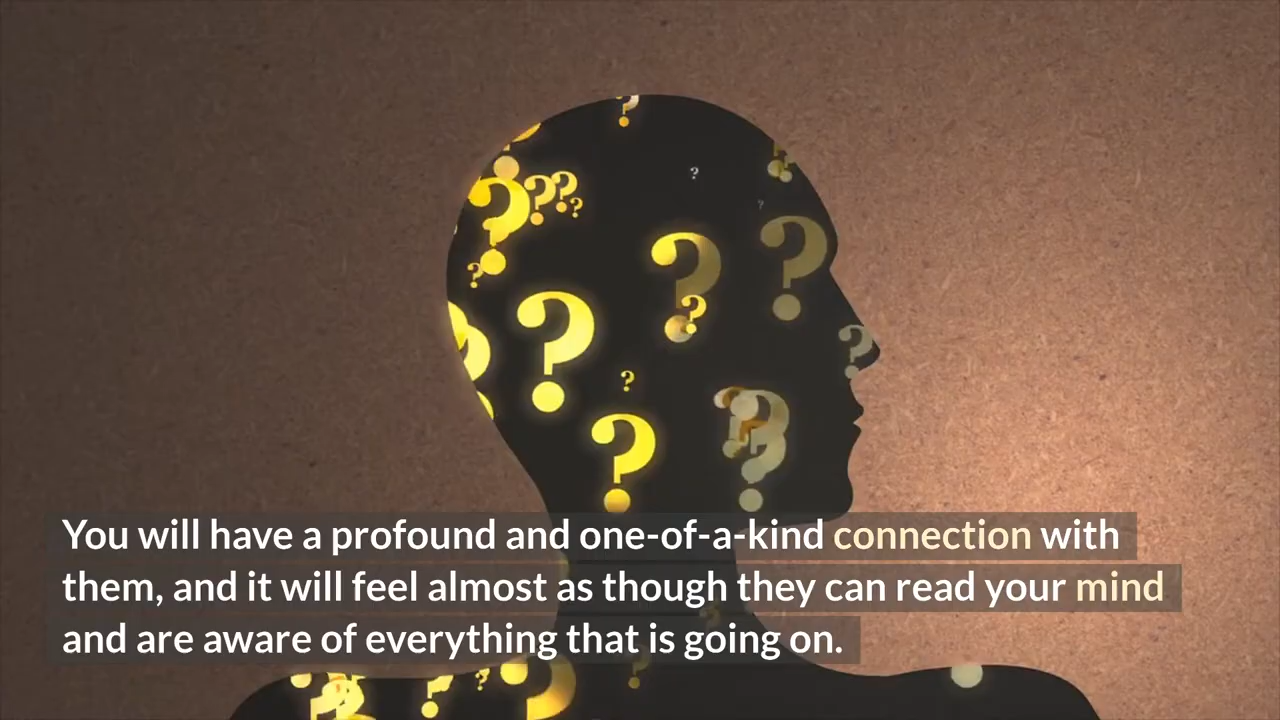 You will have a profound and one-of-a-kind connection with
them, and it will feel almost as though they can read your mind
and are aware of everything that is going on.